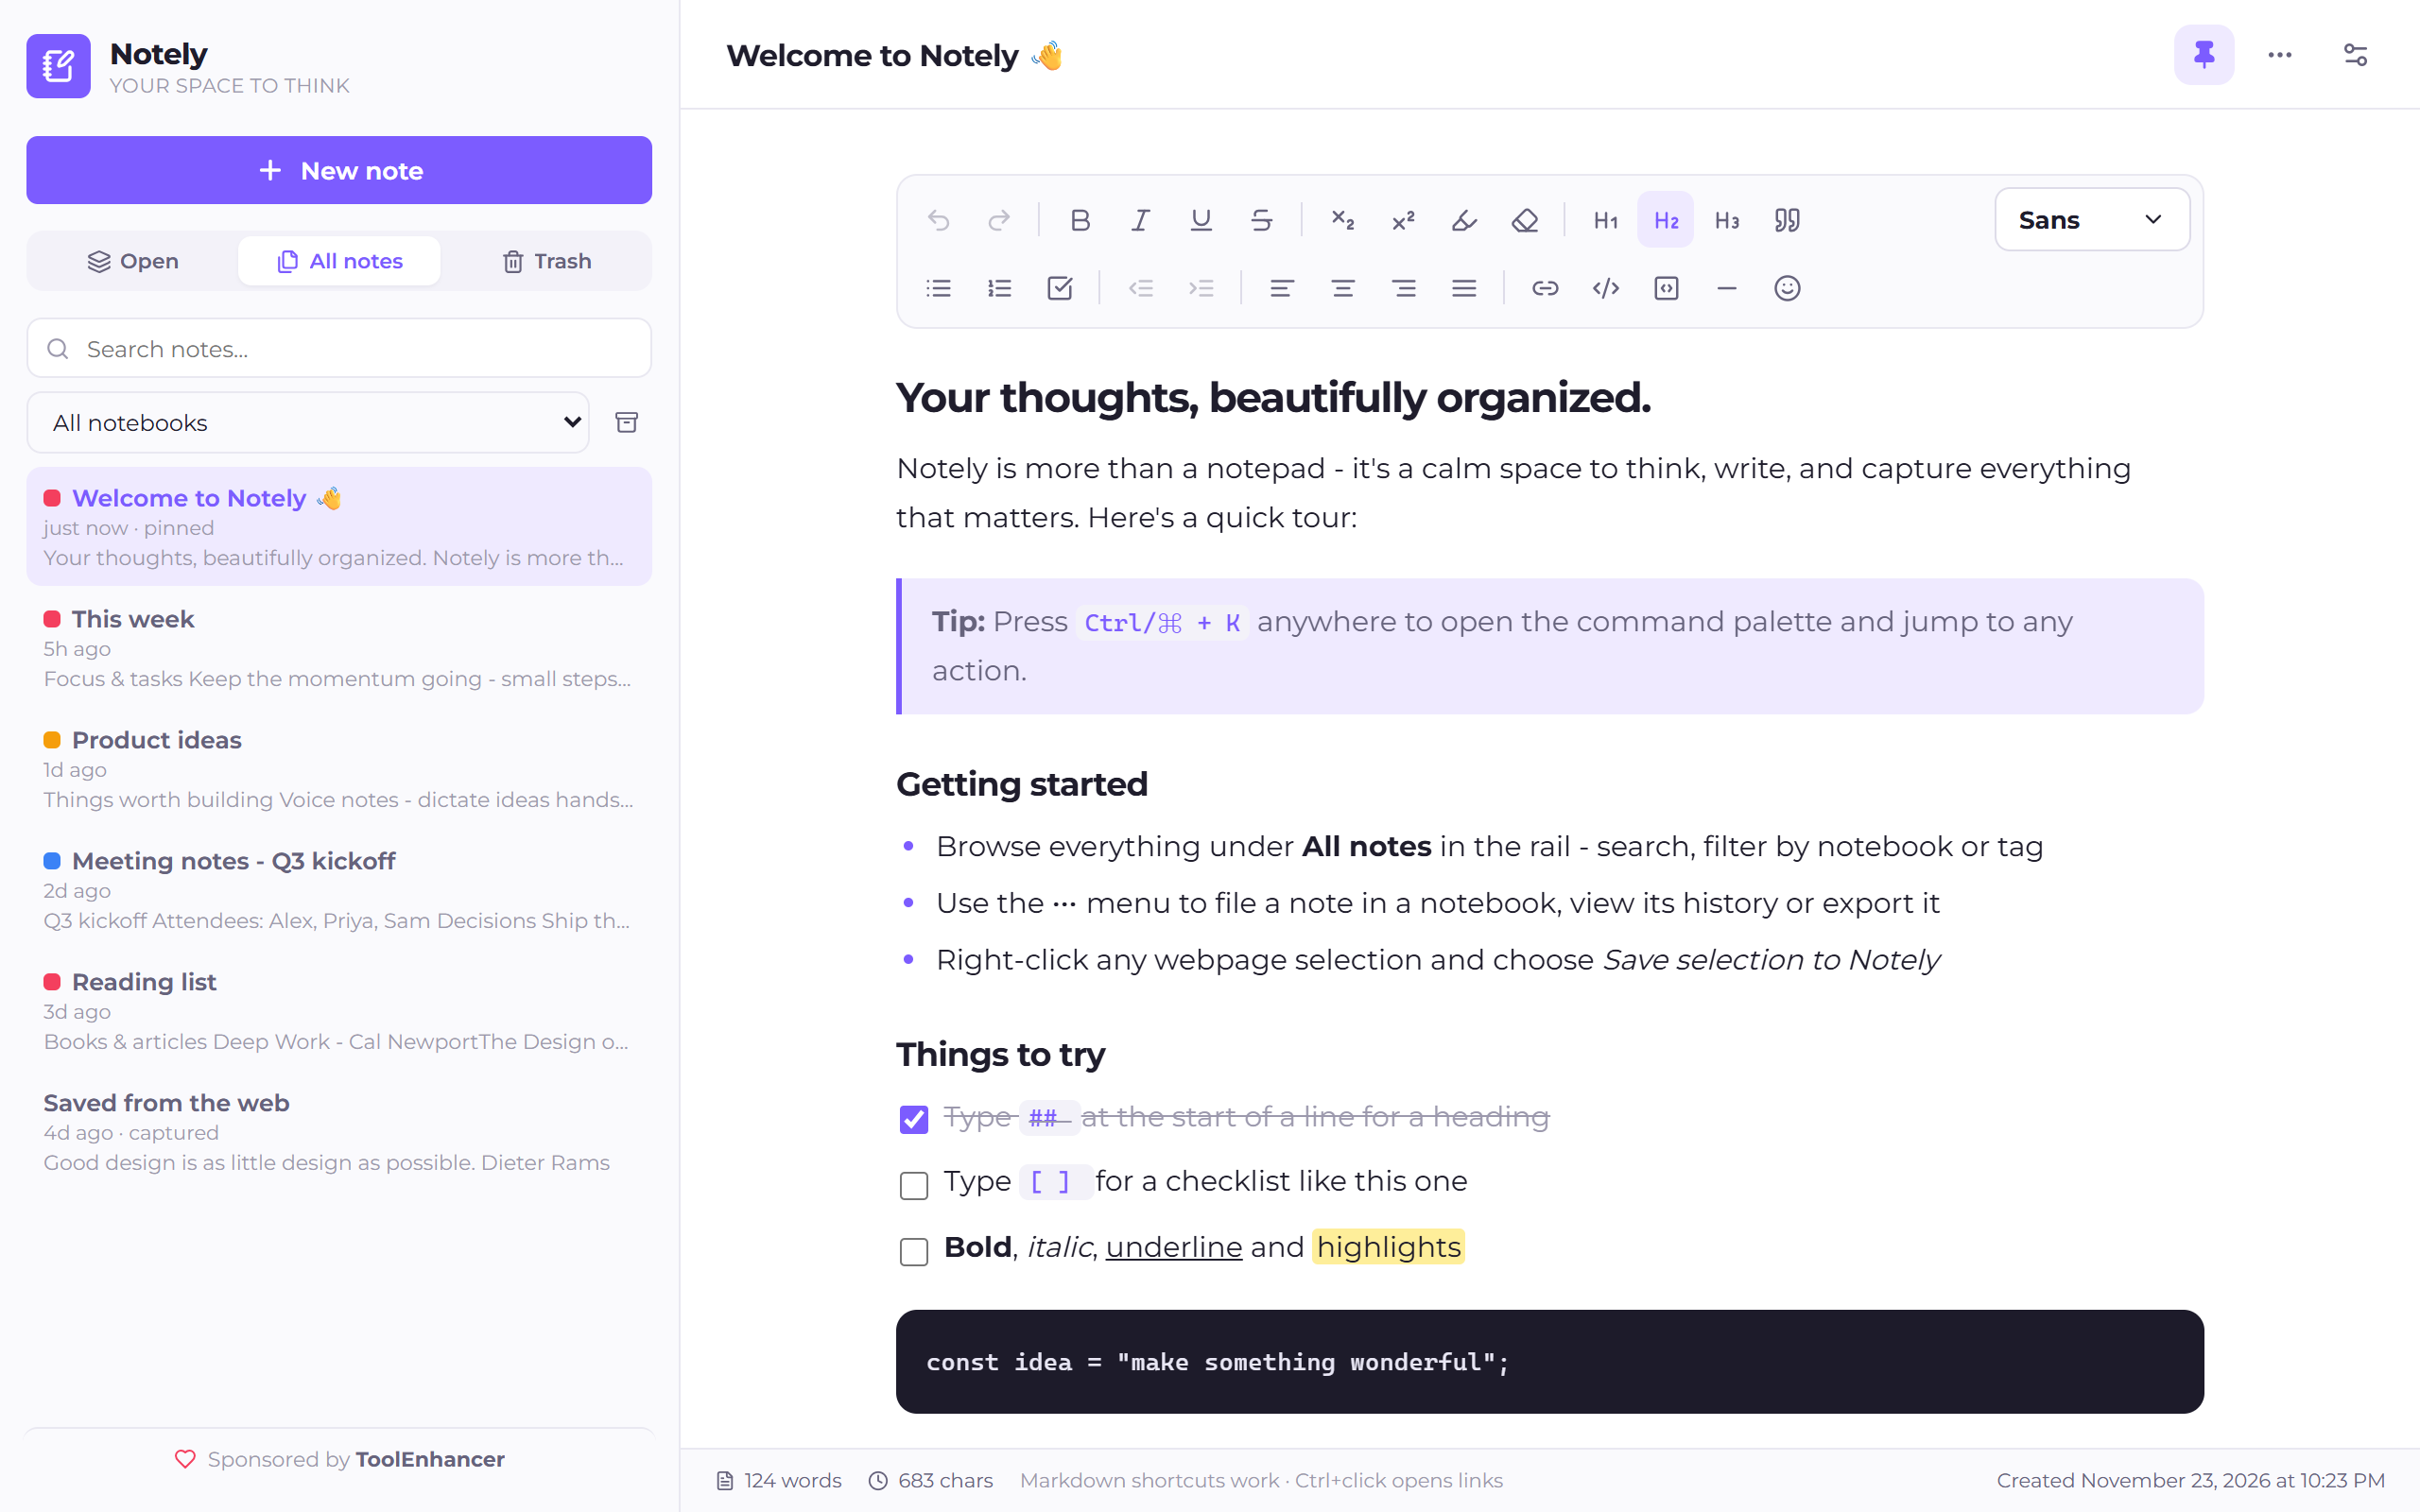 Notely
YOUR SPACE TO THINK
New note
Open
All notes
Trash
Search notes...
All notebooks
Welcome to Notely 👋
just now · pinned
Your thoughts, beautifully organized. Notely is more th...
This week
5h ago
Focus & tasks Keep the momentum going - small steps...
Product ideas
1d ago
Things worth building Voice notes - dictate ideas hands...
Meeting notes - Q3 kickoff
2d ago
Q3 kickoff Attendees: Alex, Priya, Sam Decisions Ship th...
Reading list
3d ago
Books & articles Deep Work - Cal NewportThe Design o...
Saved from the web
4d ago · captured
Good design is as little design as possible. Dieter Rams
Sponsored by ToolEnhancer
Welcome to Notely 👋
H1 H2 H3
Sans
Your thoughts, beautifully organized.
Notely is more than a notepad - it's a calm space to think, write, and capture everything
that matters. Here's a quick tour:
Tip: Press Ctrl/⌘ + K anywhere to open the command palette and jump to any
action.
Getting started
• Browse everything under All notes in the rail - search, filter by notebook or tag
• Use the ··· menu to file a note in a notebook, view its history or export it
• Right-click any webpage selection and choose Save selection to Notely
Things to try
Type ## at the start of a line for a heading
Type [ ] for a checklist like this one
Bold, italic, underline and highlights
const idea = "make something wonderful";
124 words
683 chars
Markdown shortcuts work · Ctrl+click opens links
Created November 23, 2026 at 10:23 PM